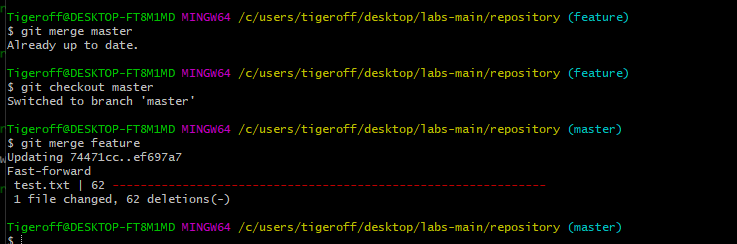 Tigeroff@DESKTOP-FT8M1MD MINGW64 /c/users/tigeroff/desktop/labs-main/repository (feature)
$ git merge master
Already up to date.
Tigeroff@DESKTOP-FT8M1MD MINGW64 /c/users/tigeroff/desktop/labs-main/repository (feature)
$ git checkout master
Switched to branch 'master'
Tigeroff@DESKTOP-FT8M1MD MINGW64 /c/users/tigeroff/desktop/labs-main/repository (master)
$ git merge feature
Updating 74471cc..ef697a7
Fast-forward
test.txt | 62 --------------------------------------------------------------
1 file changed, 62 deletions(-)
Tigeroff@DESKTOP-FT8M1MD MINGW64 /c/users/tigeroff/desktop/labs-main/repository (master)
$